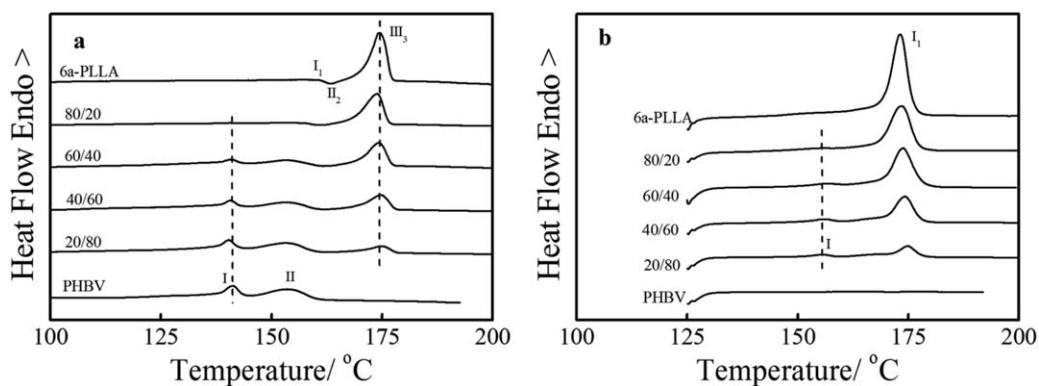 a
Heat Flow Endo >
6a-PLLA
I1
II2
III3
80/20
60/40
40/60
20/80
PHBV
I
II
100 125 150 175 200
Temperature/ °C
b
Heat Flow Endo >
I1
6a-PLLA
80/20
60/40
40/60
20/80
I
PHBV
100 125 150 175 200
Temperature/ °C